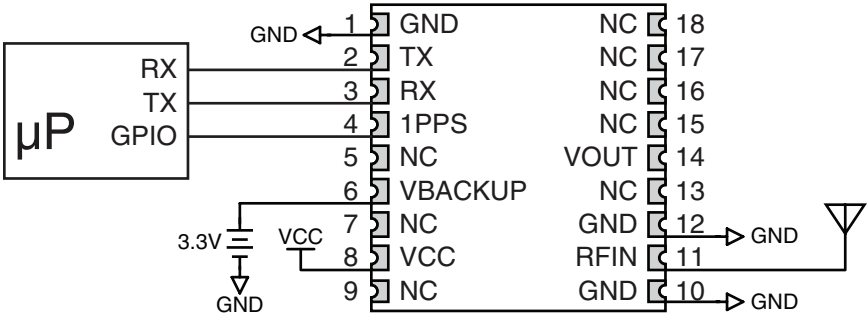 µP
RX
TX
GPIO
GND
1 GND
2 TX
3 RX
4 1PPS
5 NC
6 VBACKUP
7 NC
8 VCC
9 NC
3.3V
VCC
GND
NC 18
NC 17
NC 16
NC 15
VOUT 14
NC 13
GND 12
RFIN 11
GND 10
GND
GND